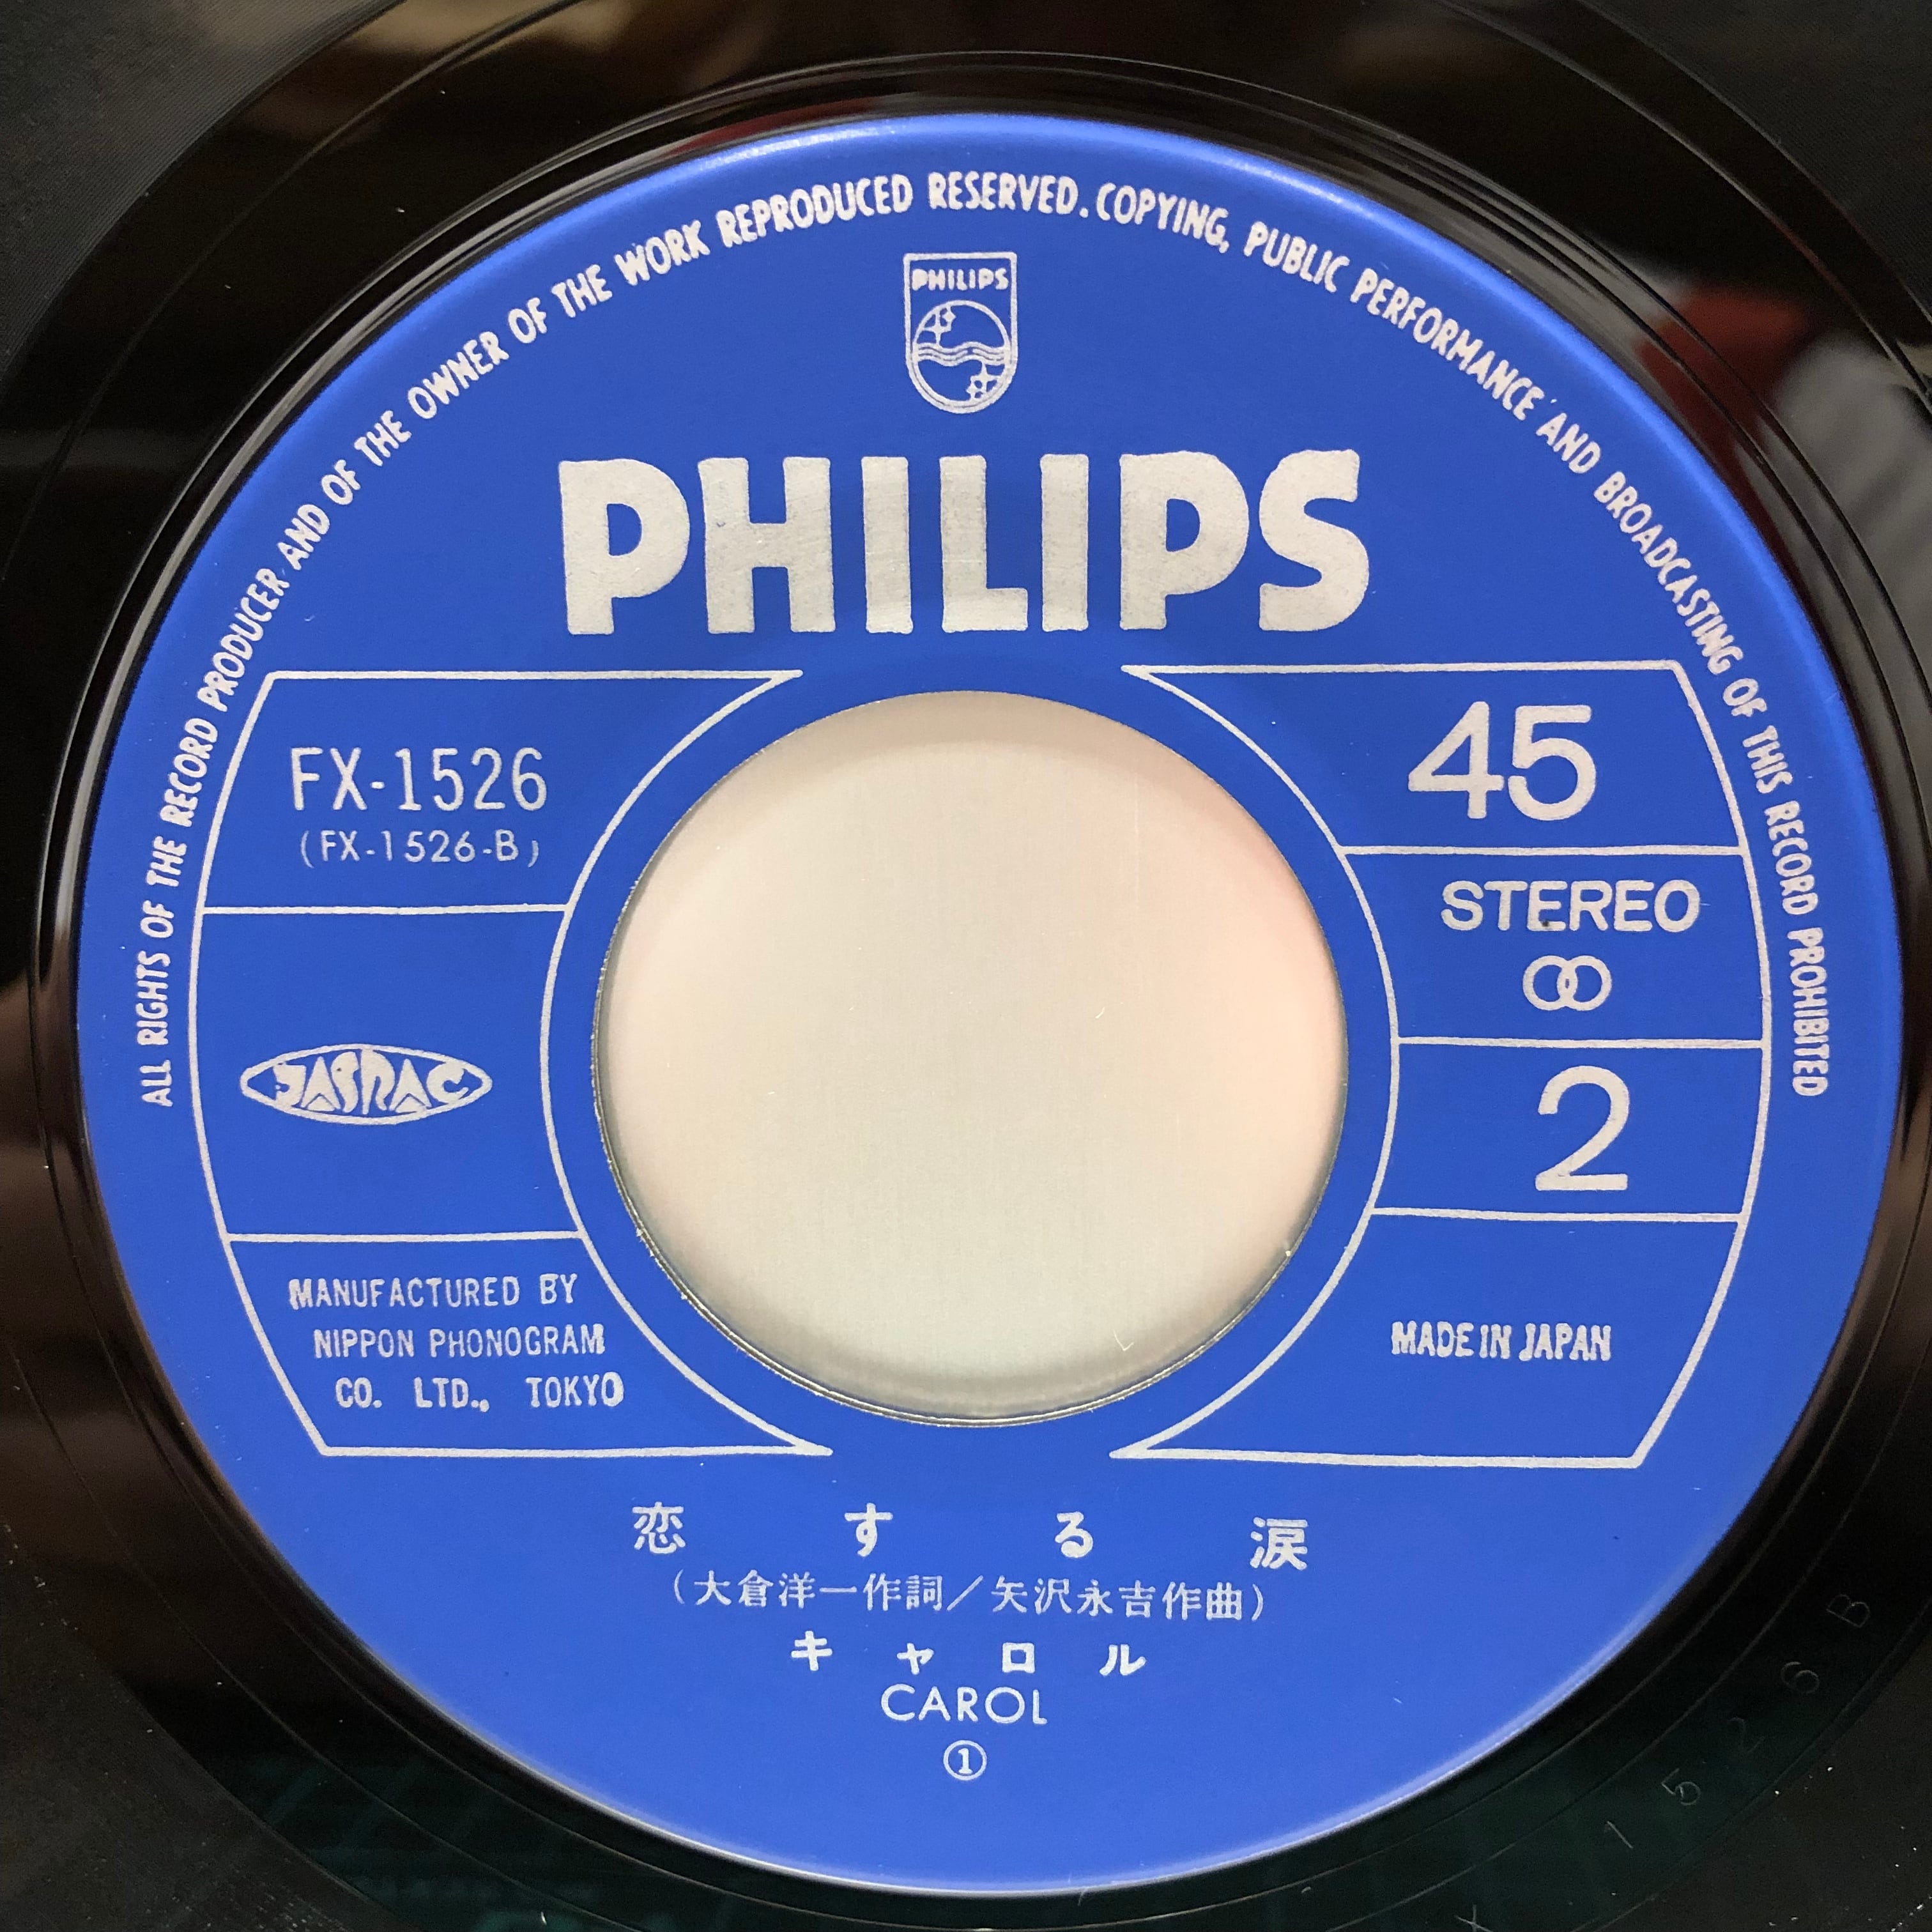 ALL RIGHTS OF THE RECORD PRODUCER AND OF THE OWNER OF THE WORK REPRODUCED RESERVED. COPYING, PUBLIC PERFORMANCE AND BROADCASTING OF THIS RECORD PROHIBITED
PHILIPS
PHILIPS
FX-1526
(FX-1526-B)
JASRAC
MANUFACTURED BY
NIPPON PHONOGRAM
CO. LTD., TOKYO
45
STEREO
2
MADE IN JAPAN
恋する涙
(大倉洋一作詞/矢沢永吉作曲)
キャロル
CAROL
①
X 1526 B